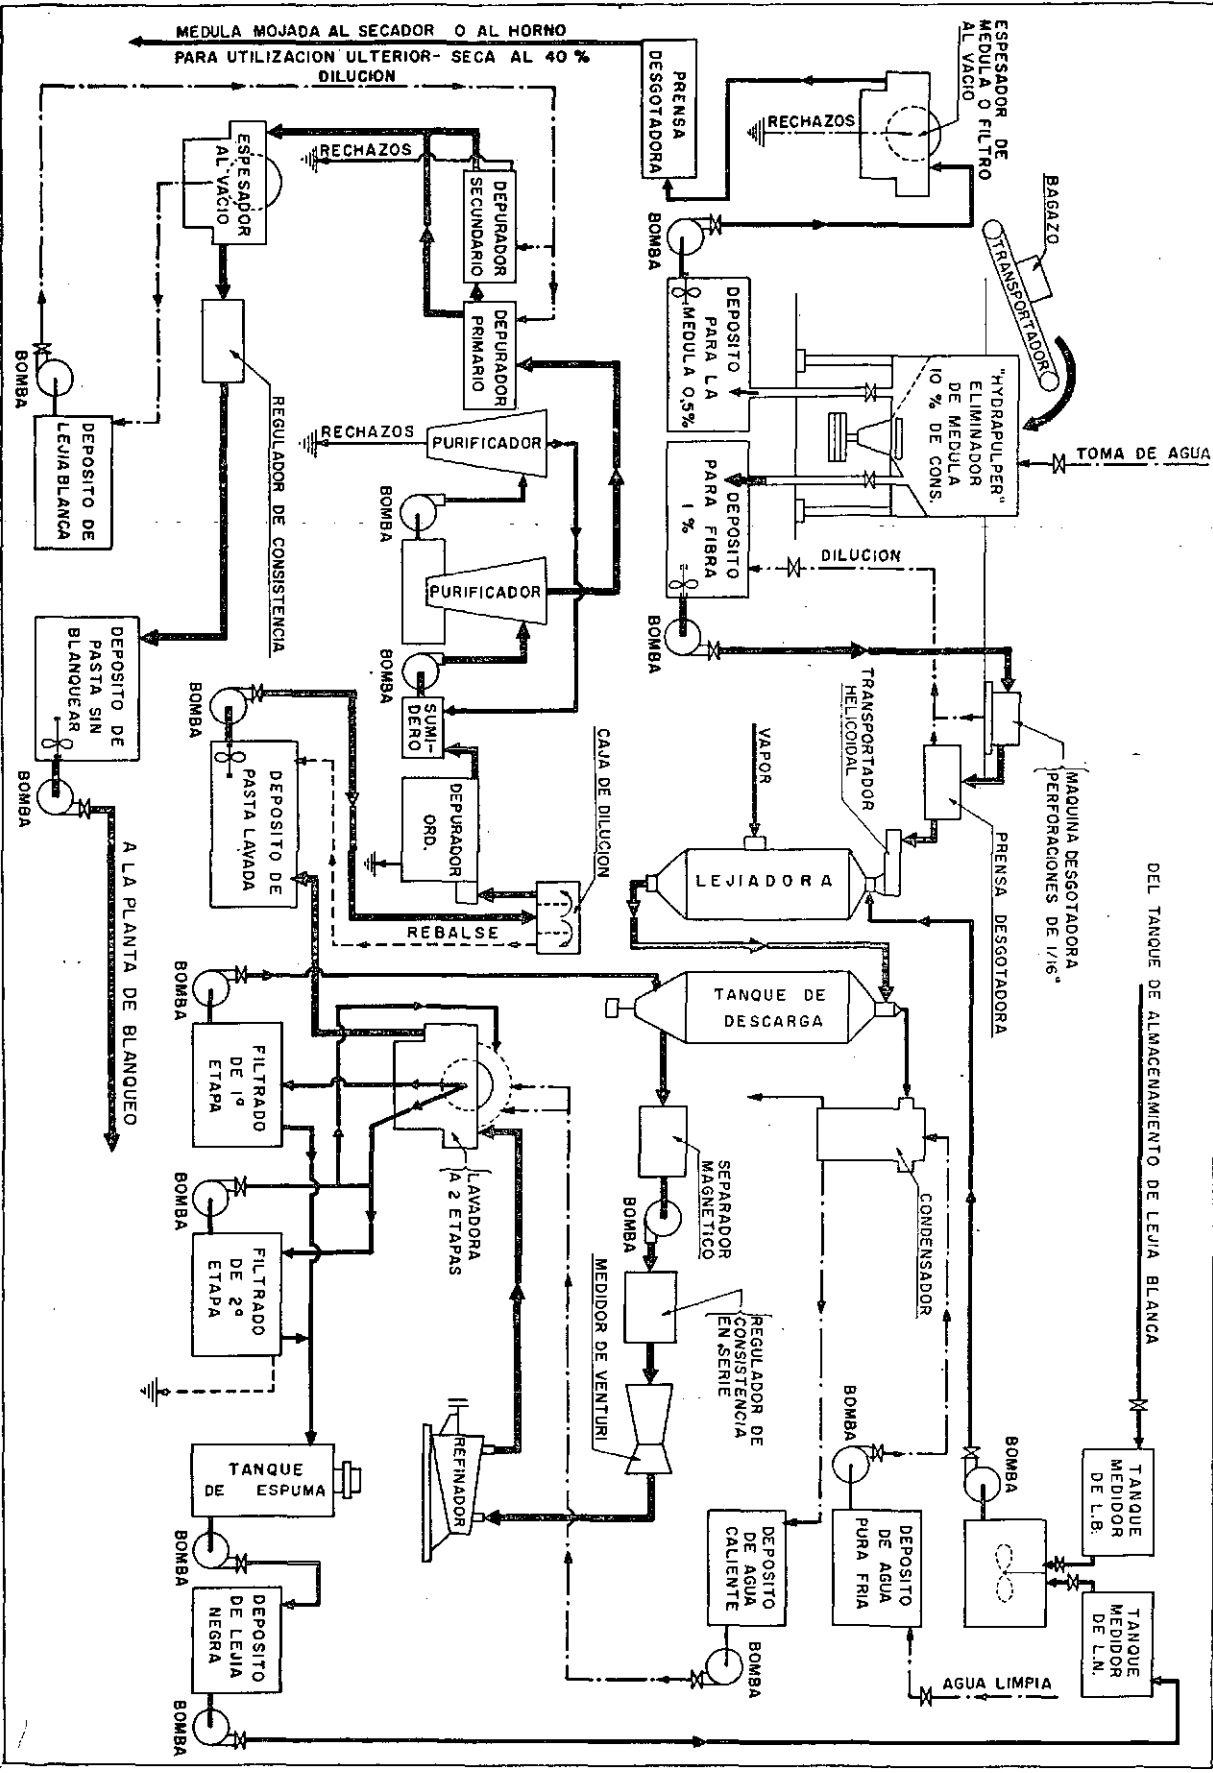 MEDULA MOJADA AL SECADOR O AL HORNO
PARA UTILIZACION ULTERIOR- SECA AL 40 %
DILUCION
PRENSA
DESGOTADORA
ESPESADOR DE
MEDULA O FILTRO
AL VACIO
RECHAZOS
BAGAZO
TRANSPORTADOR
TOMA DE AGUA
"HYDRAPULPER"
ELIMINADOR
DE MEDULA
10 % DE CONS.
BOMBA
DEPOSITO
PARA LA
MEDULA 0,5%
DEPOSITO
PARA FIBRA
1 %
DILUCION
BOMBA
RECHAZOS
ESPESADOR
AL VACIO
DEPURADOR
SECUNDARIO
DEPURADOR
PRIMARIO
REGULADOR DE CONSISTENCIA
BOMBA
DEPOSITO DE
LEJIA BLANCA
RECHAZOS
PURIFICADOR
BOMBA
PURIFICADOR
BOMBA
SUMI-
DERO
DEPURADOR
ORD.
CAJA DE DILUCION
REBALSE
DEPOSITO DE
PASTA SIN
BLANQUEAR
BOMBA
A LA PLANTA DE BLANQUEO
BOMBA
DEPOSITO DE
PASTA LAVADA
MAQUINA DESGOTADORA
PERFORACIONES DE 1/16"
PRENSA DESGOTADORA
TRANSPORTADOR
HELICOIDAL
VAPOR
LEJIADORA
TANQUE DE
DESCARGA
DEL TANQUE DE ALMACENAMIENTO DE LEJIA BLANCA
CONDENSADOR
SEPARADOR
MAGNETICO
BOMBA
REGULADOR DE
CONSISTENCIA
EN SERIE
MEDIDOR DE VENTURI
REFINADOR
LAVADORA
A 2 ETAPAS
BOMBA
FILTRADO
DE 1ª
ETAPA
BOMBA
FILTRADO
DE 2ª
ETAPA
TANQUE
DE ESPUMA
BOMBA
DEPOSITO
DE LEJIA
NEGRA
BOMBA
BOMBA
DEPOSITO
DE AGUA
CALIENTE
BOMBA
DEPOSITO
DE AGUA
PURA FRIA
AGUA LIMPIA
BOMBA
TANQUE
MEDIDOR
DE L.B.
TANQUE
MEDIDOR
DE L.N.